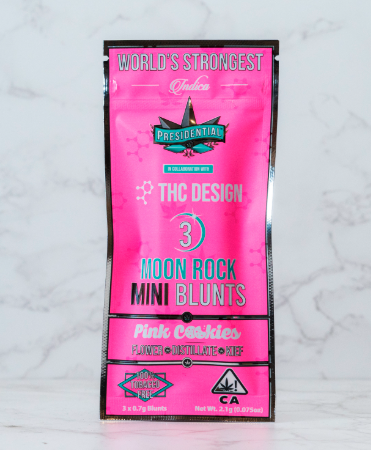 WORLD'S STRONGEST
Indica
PRESIDENTIAL
IN COLLABORATION WITH
THC DESIGN
3
MOON ROCK
MINI BLUNTS
Pink Cookies
FLOWER DISTILLATE KIEF
100%
TOBACCO
FREE
CA
3 x 0.7g Blunts
Net Wt. 2.1g (0.075oz)